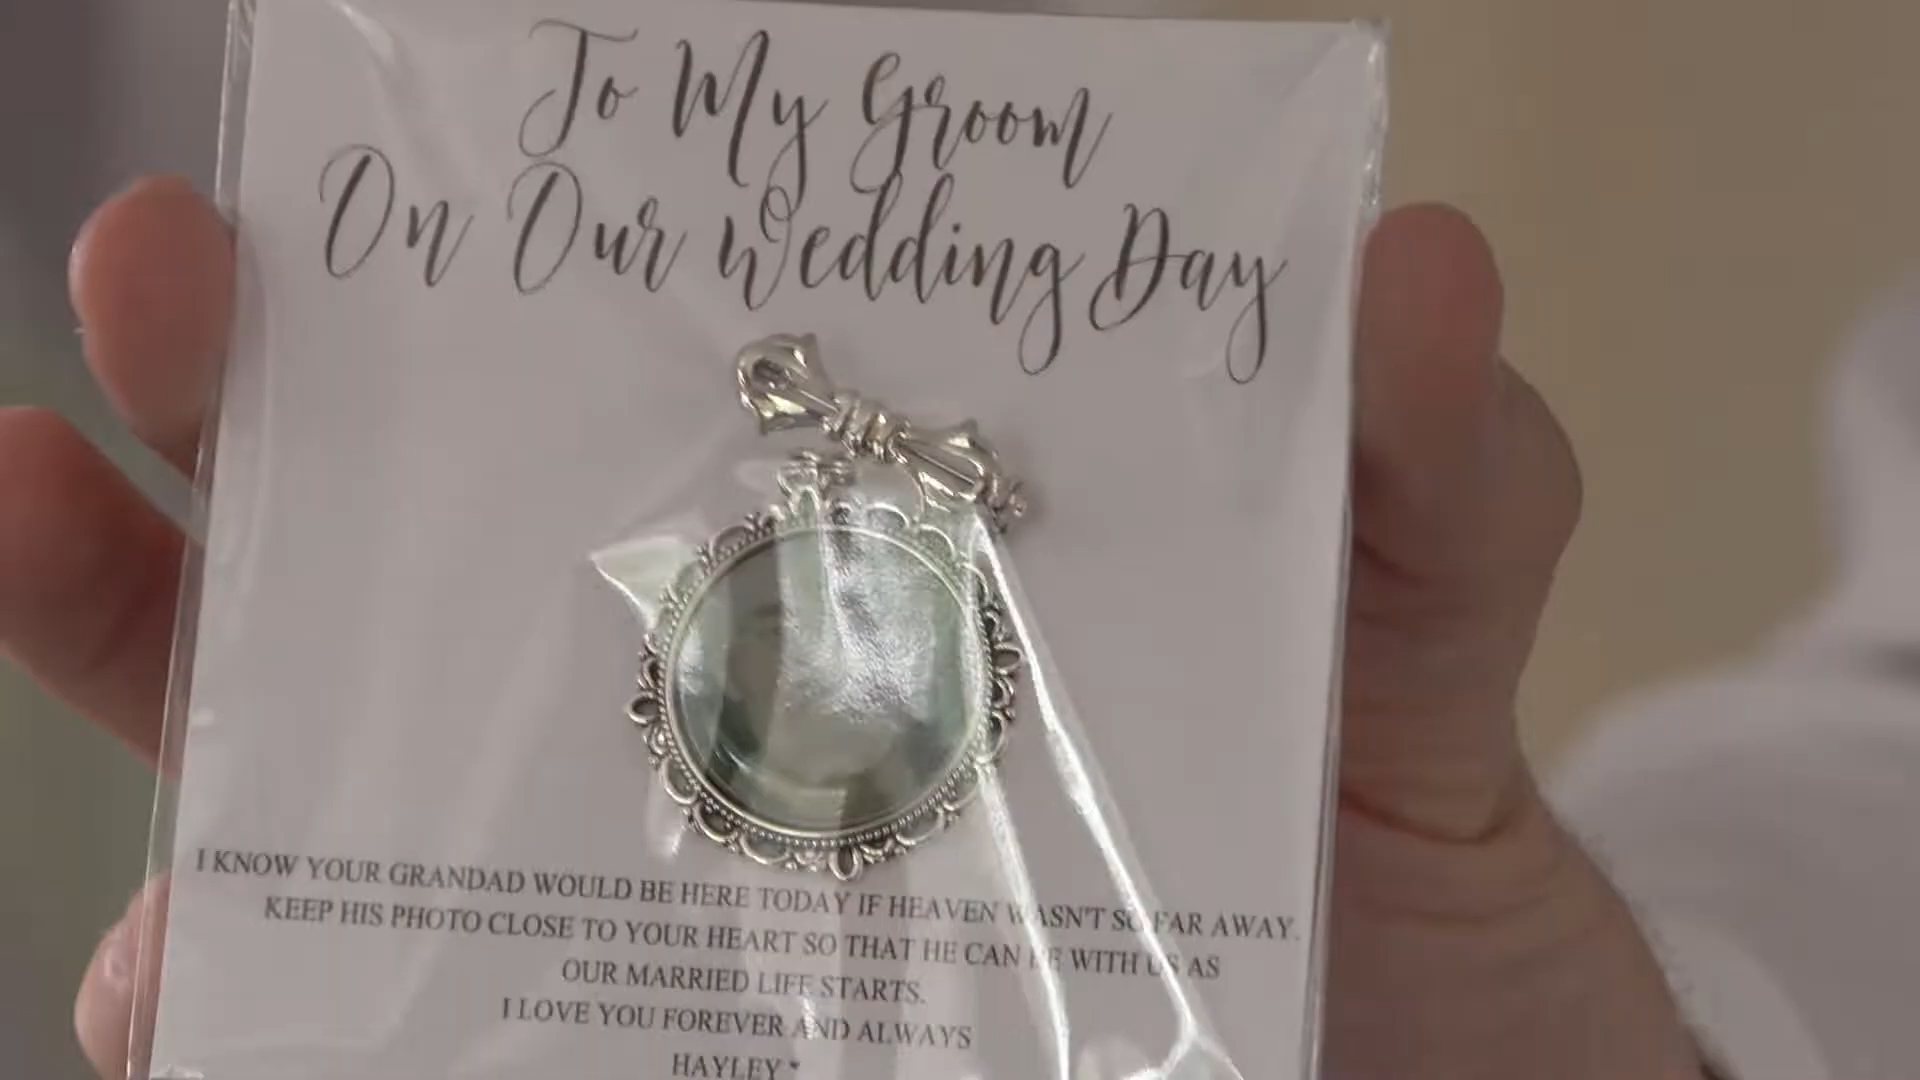 To My Groom
On Our Wedding Day
I KNOW YOUR GRANDAD WOULD BE HERE TODAY IF HEAVEN WASN'T SO FAR AWAY.
KEEP HIS PHOTO CLOSE TO YOUR HEART SO THAT HE CAN BE WITH US AS
OUR MARRIED LIFE STARTS.
I LOVE YOU FOREVER AND ALWAYS
HAYLEY *